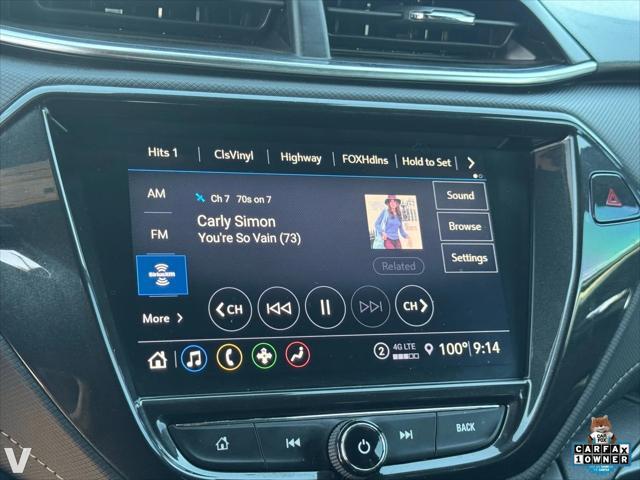 Hits 1
ClsVinyl
Highway
FOXHdlns
Hold to Set
AM
Ch 7 70s on 7
Sound
Carly Simon
FM
You're So Vain (73)
Browse
SiriusXM
Related
Settings
More
CH
CH
2
4G LTE
100° 9:14
BACK
V
CARFAX
1 OWNER